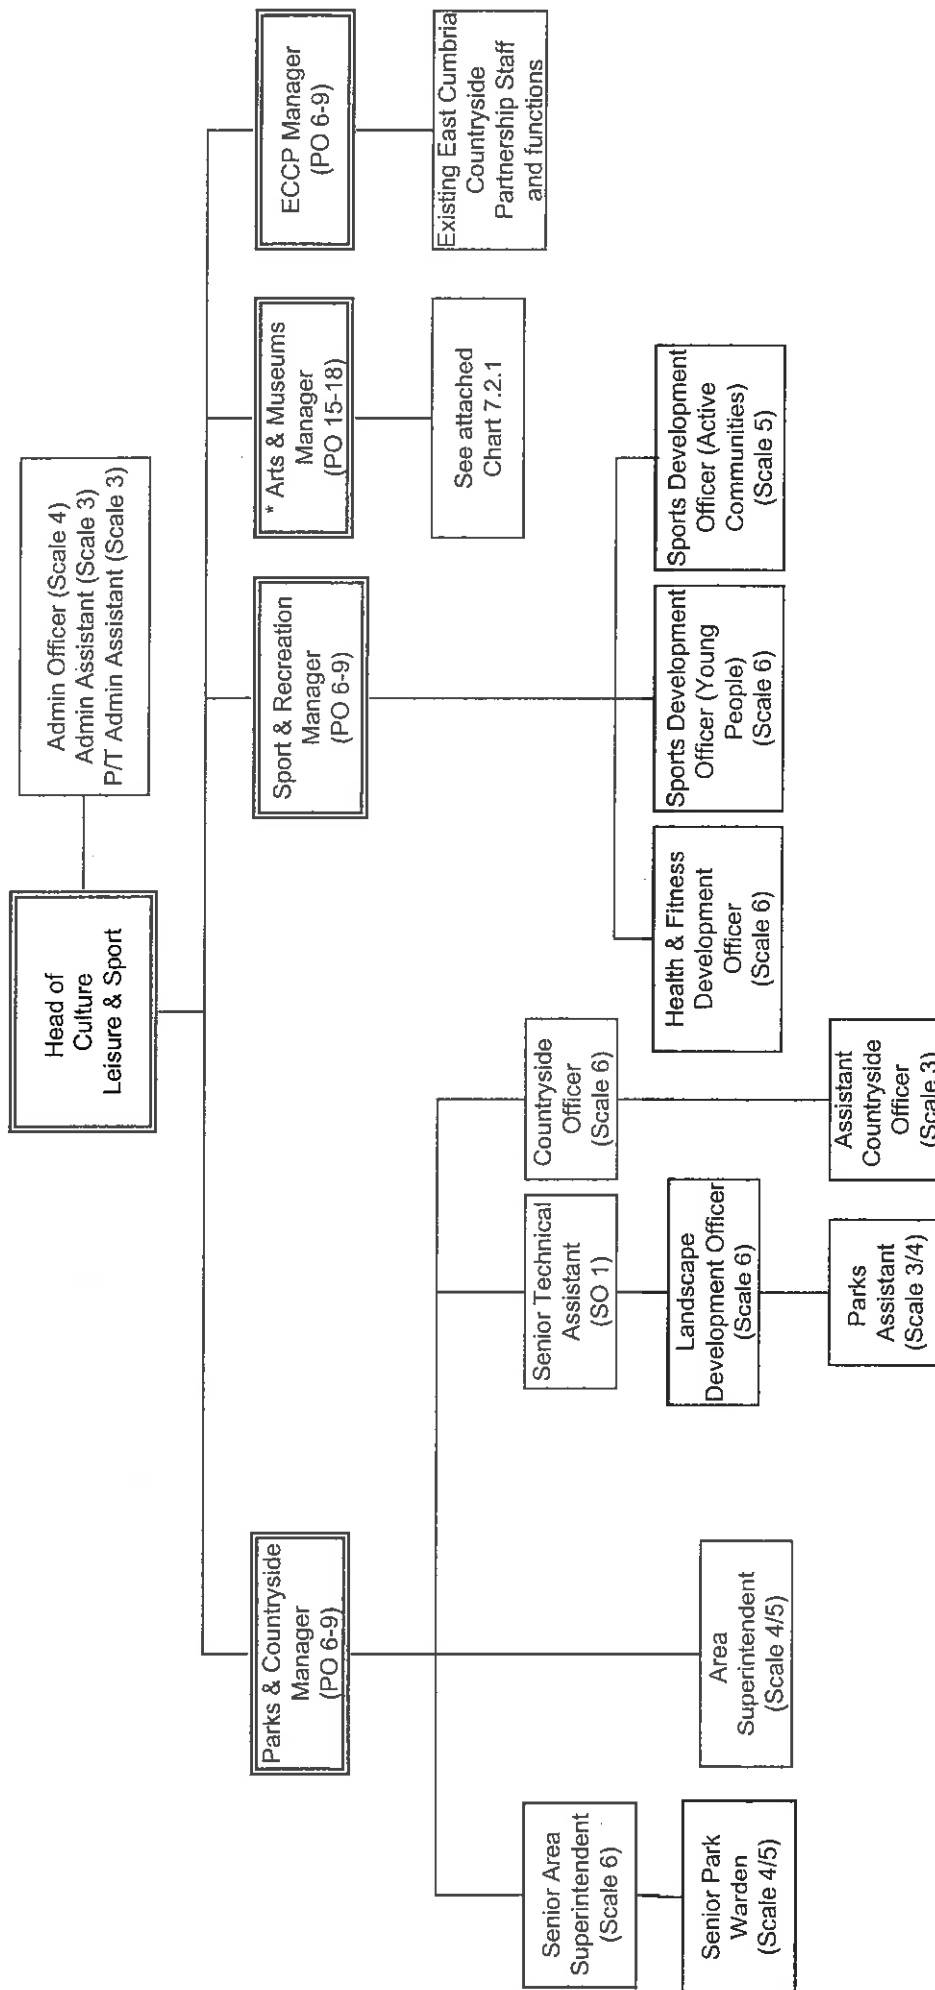 Head of
Culture
Leisure & Sport
Admin Officer (Scale 4)
Admin Assistant (Scale 3)
P/T Admin Assistant (Scale 3)
Parks & Countryside
Manager
(PO 6-9)
Sport & Recreation
Manager
(PO 6-9)
* Arts & Museums
Manager
(PO 15-18)
ECCP Manager
(PO 6-9)
See attached
Chart 7.2.1
Existing East Cumbria
Countryside
Partnership Staff
and functions
Senior Area
Superintendent
(Scale 6)
Senior Technical
Assistant
(SO 1)
Countryside
Officer
(Scale 6)
Senior Park
Warden
(Scale 4/5)
Area
Superintendent
(Scale 4/5)
Landscape
Development Officer
(Scale 6)
Health & Fitness
Development
Officer
(Scale 6)
Sports Development
Officer (Young
People)
(Scale 6)
Sports Development
Officer (Active
Communities)
(Scale 5)
Parks
Assistant
(Scale 3/4)
Assistant
Countryside
Officer
(Scale 3)